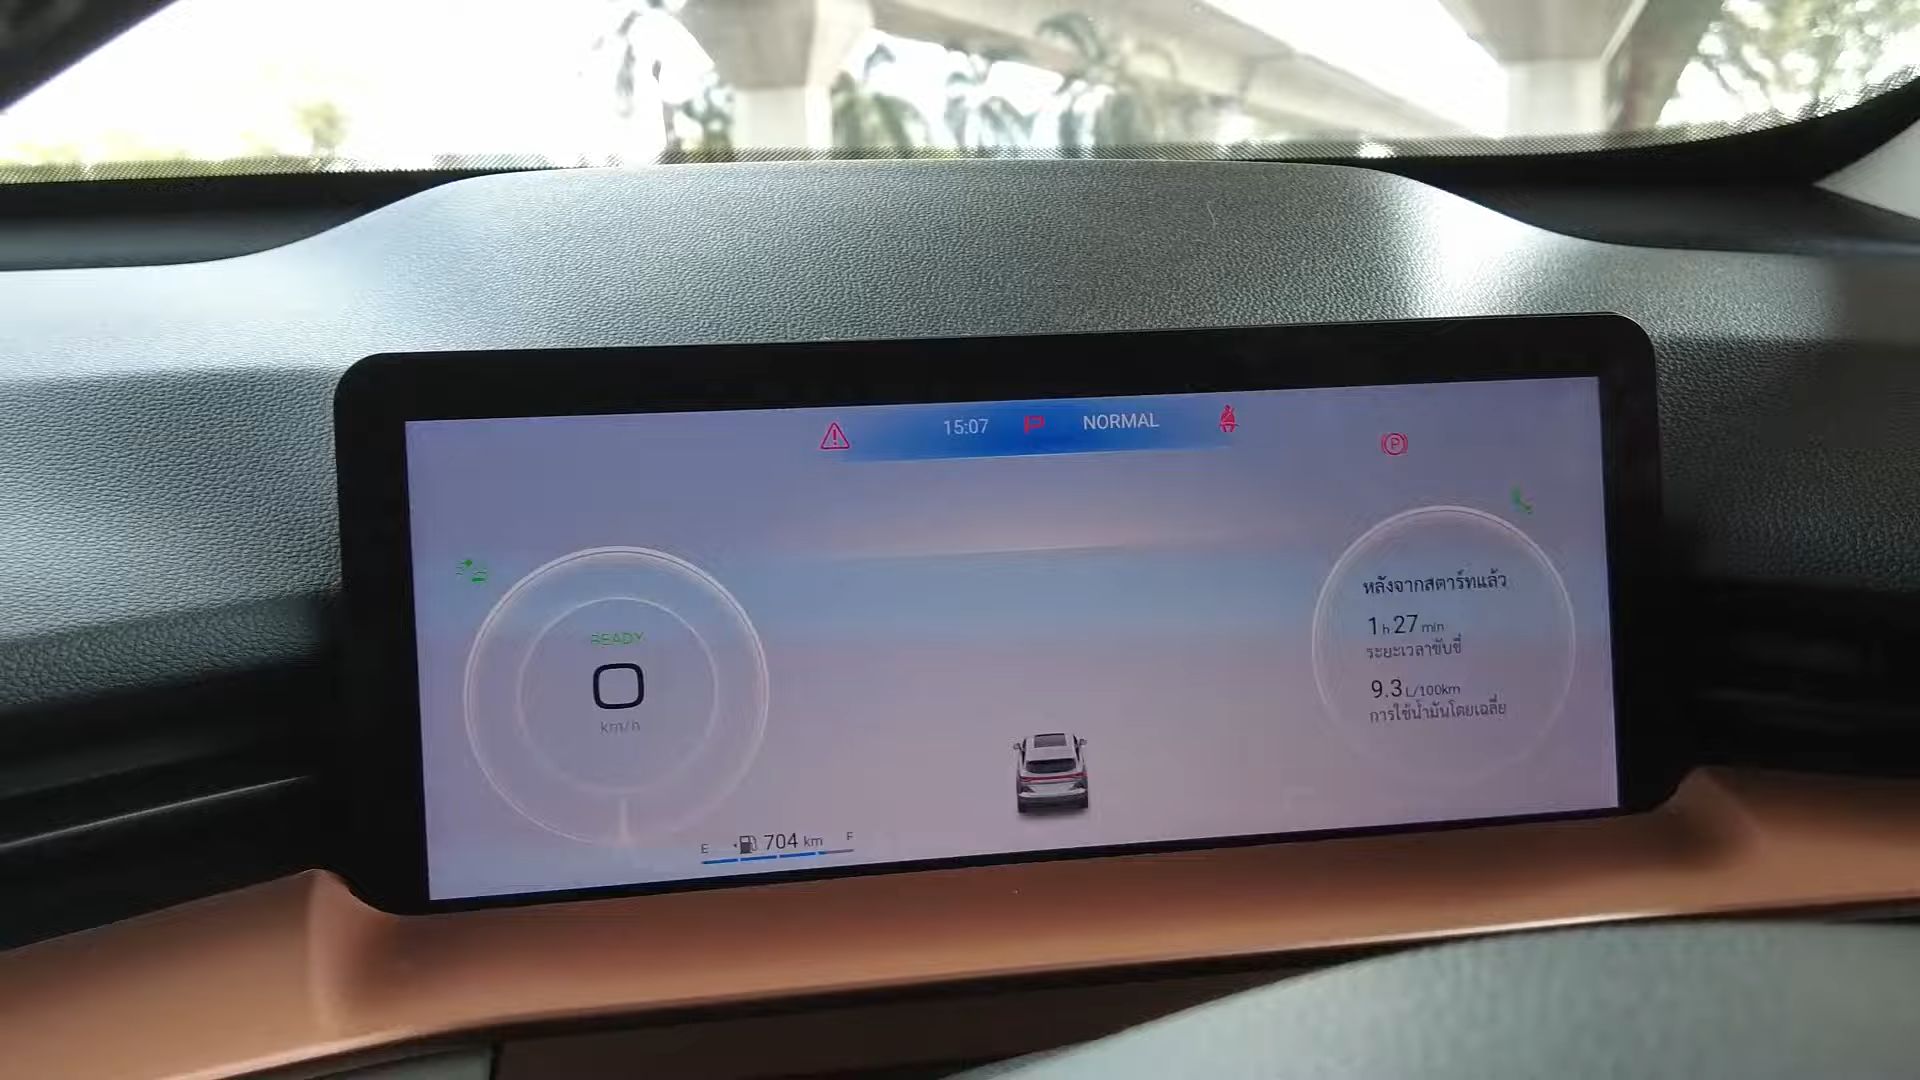 15:07 P NORMAL
READY
0
km/h
E 704 km F
หลังจากสตาร์ทแล้ว
1 h 27 min
ระยะเวลาขับขี่
9.3 L/100km
การใช้น้ำมันโดยเฉลี่ย